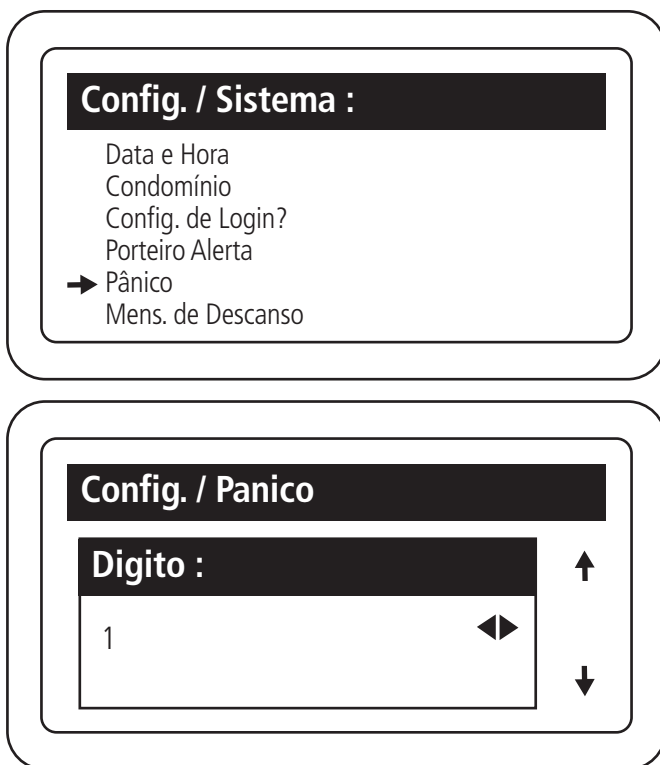 Config. / Sistema :
Data e Hora
Condomínio
Config. de Login?
Porteiro Alerta
Pânico
Mens. de Descanso
Config. / Panico
Digito :
1